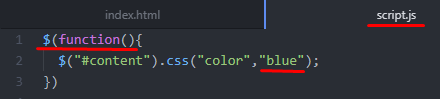 index.html script.js
1 $(function(){
2 $("#content").css("color","blue");
3 })